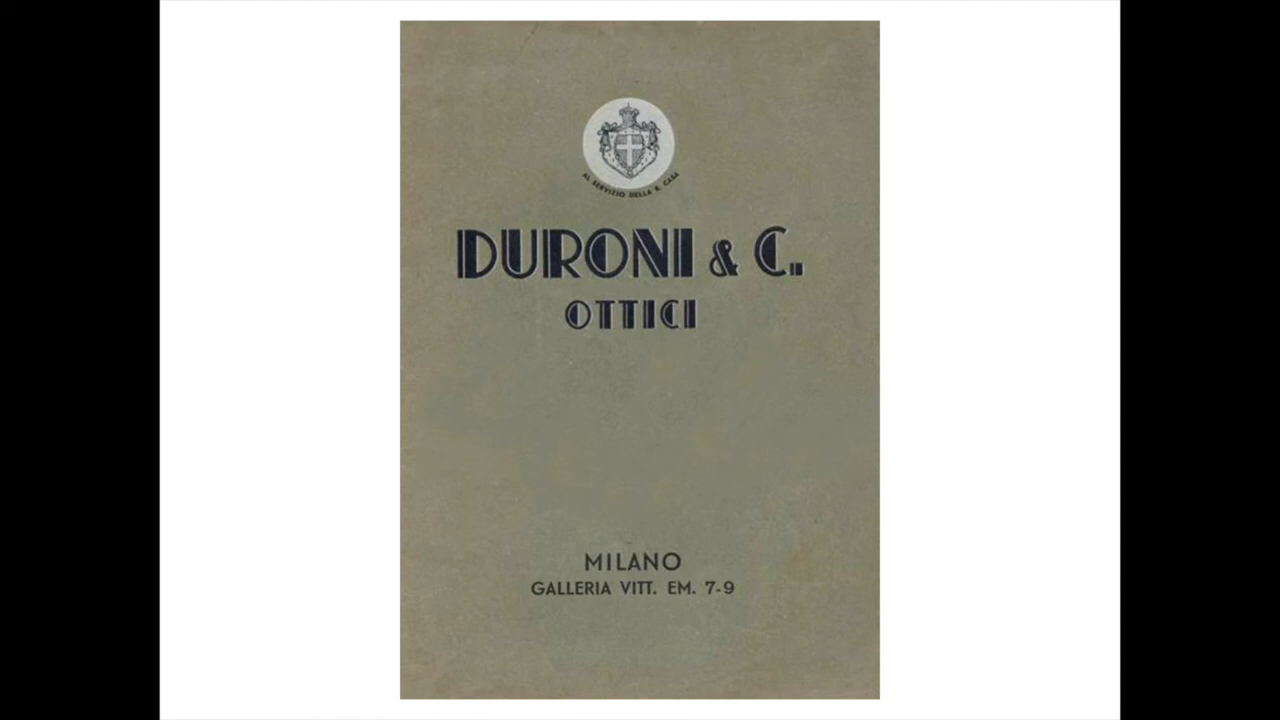 AL SERVIZIO DELLA R. CASA
DURONI & C.
OTTICI
MILANO
GALLERIA VITT. EM. 7-9